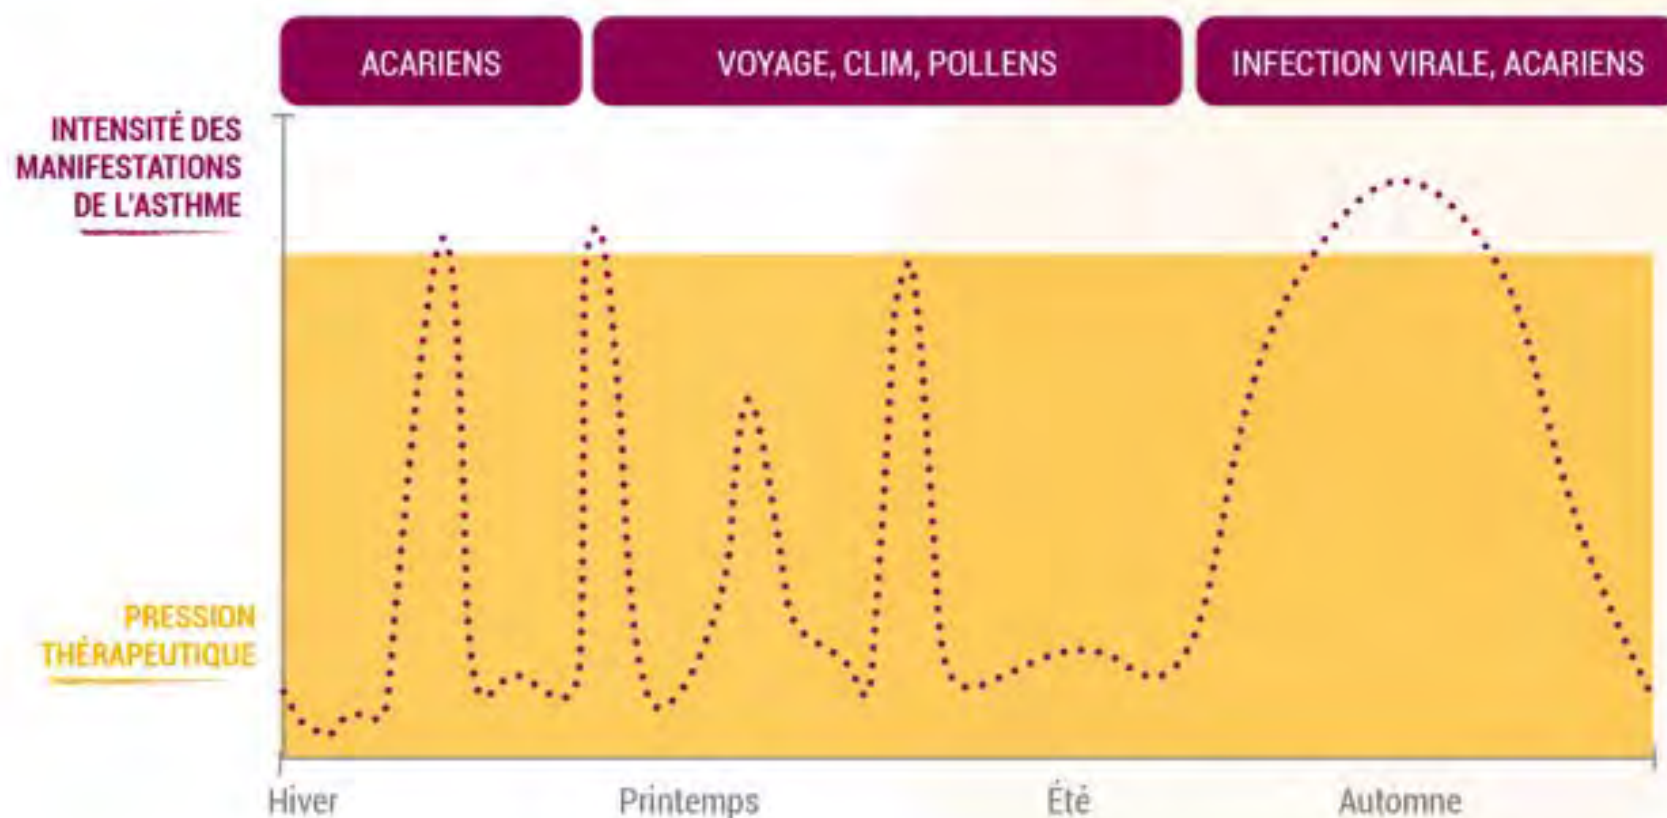 ACARIENS
VOYAGE, CLIM, POLLENS
INFECTION VIRALE, ACARIENS
INTENSITÉ DES
MANIFESTATIONS
DE L'ASTHME
PRESSION
THÉRAPEUTIQUE
Hiver
Printemps
Été
Automne